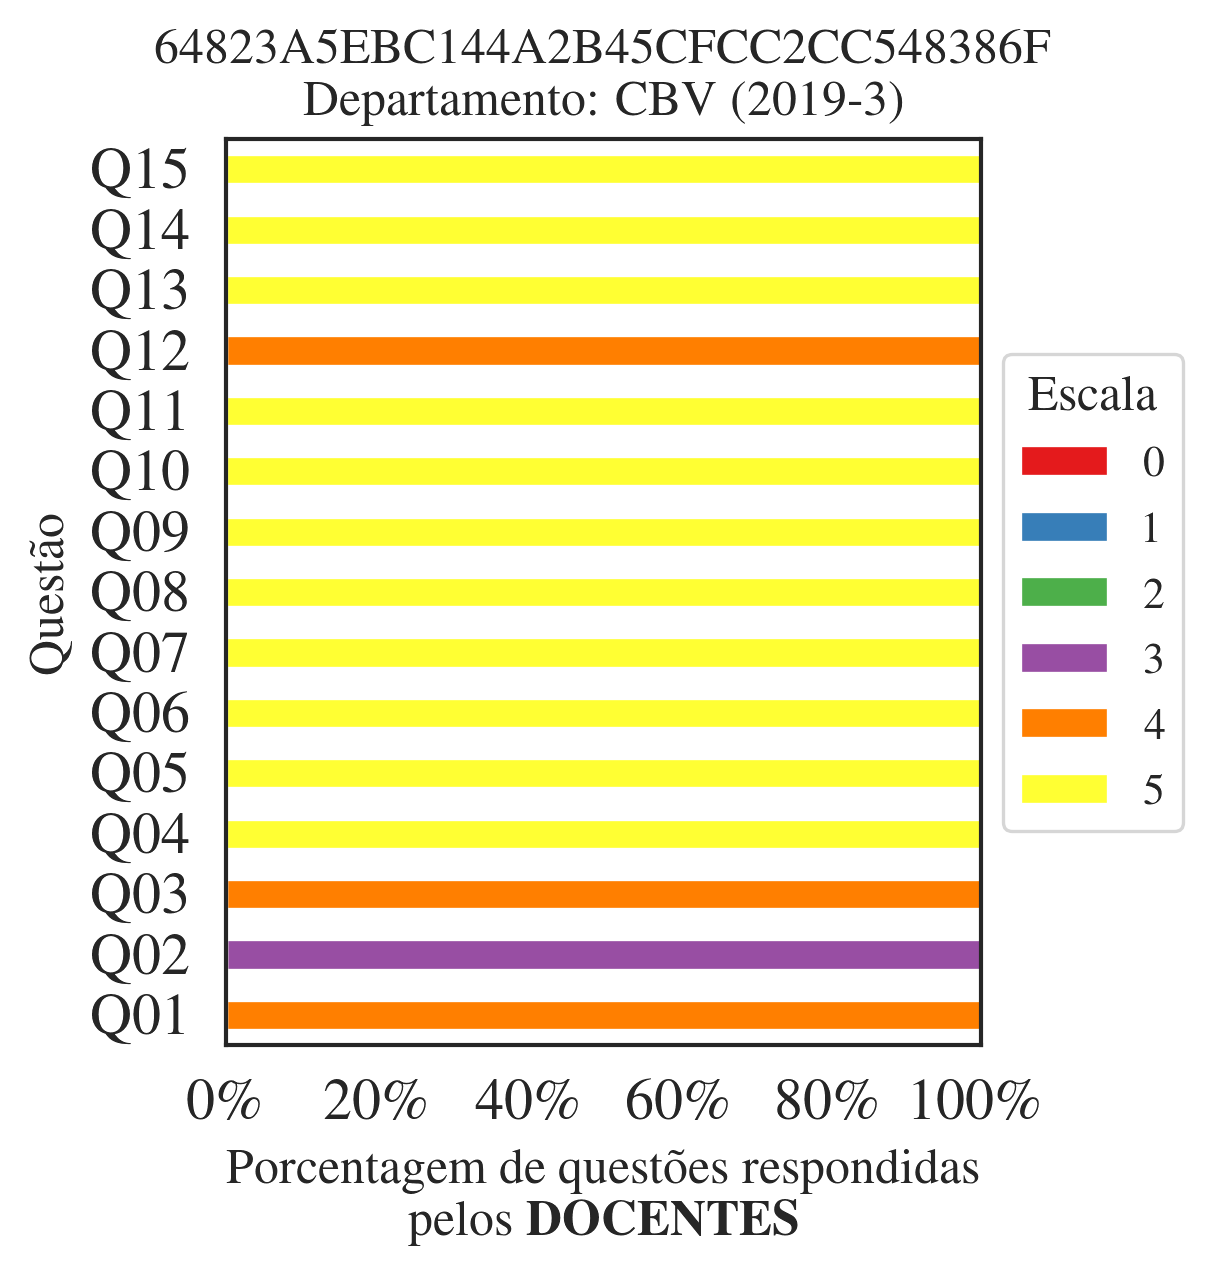 64823A5EBC144A2B45CFCC2CC548386F
Departamento: CBV (2019-3)
Questão
Q15
Q14
Q13
Q12
Q11
Q10
Q09
Q08
Q07
Q06
Q05
Q04
Q03
Q02
Q01
0% 20% 40% 60% 80% 100%
Porcentagem de questões respondidas
pelos DOCENTES
Escala
0
1
2
3
4
5